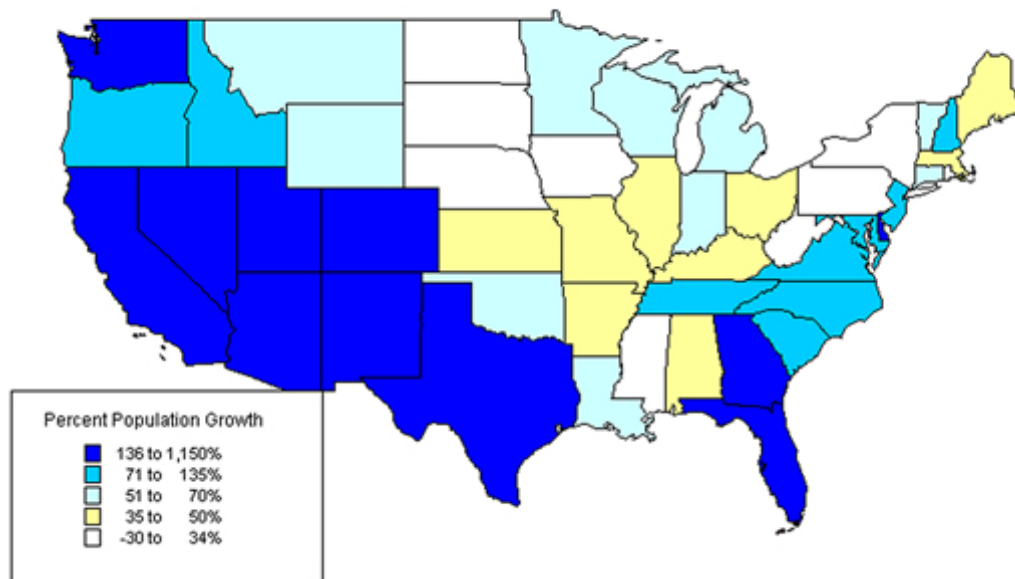 Percent Population Growth
136 to 1,150%
71 to 135%
51 to 70%
35 to 50%
-30 to 34%